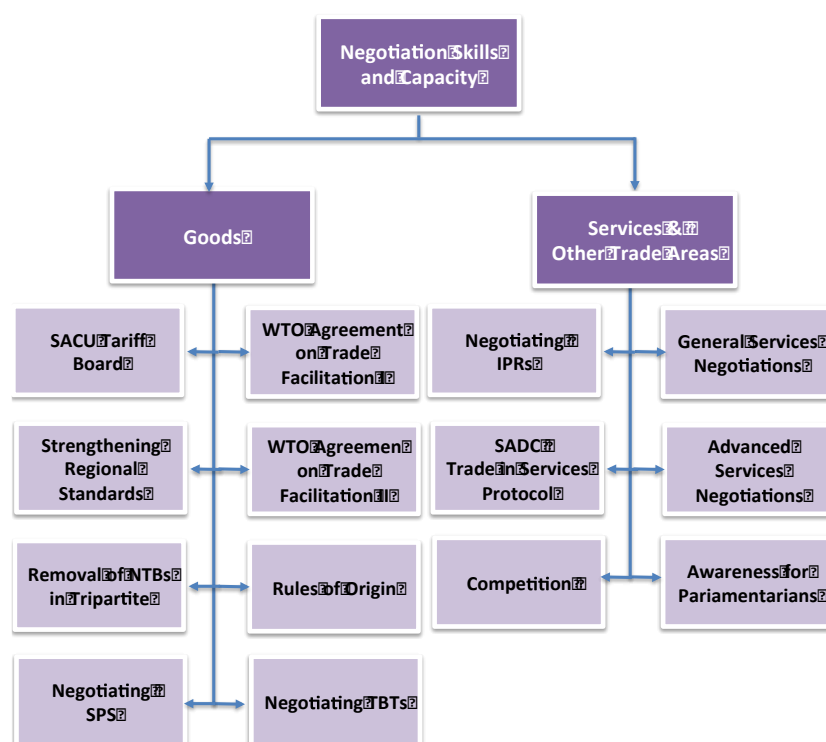 Negotiation Skills
and Capacity
Goods
Services &
Other Trade Areas
SACU Tariff
Board
WTO Agreement
on Trade
Facilitation I
Negotiating
IPRs
General Services
Negotiations
Strengthening
Regional
Standards
WTO Agreemen
on Trade
Facilitation II
SADC
Trade in Services
Protocol
Advanced
Services
Negotiations
Removal of NTBs
in Tripartite
Rules of Origin
Competition
Awareness for
Pariamentarians
Negotiating
SPS
Negotiating TBTs